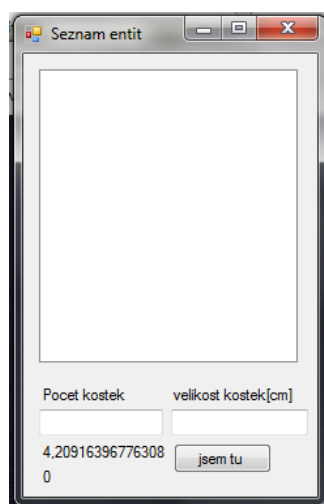 Seznam entit
Pocet kostek
velikost kostek[cm]
4,20916396776308
0
jsem tu